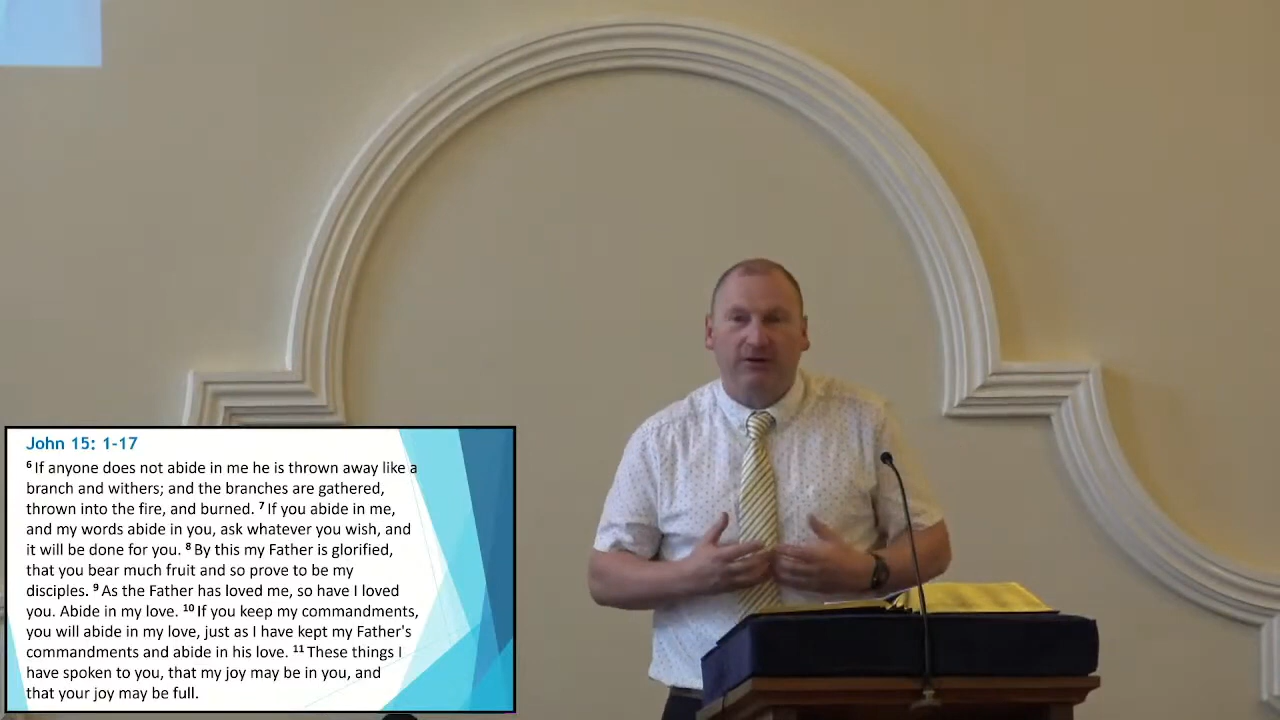 John 15: 1-17
6 If anyone does not abide in me he is thrown away like a
branch and withers; and the branches are gathered,
thrown into the fire, and burned. 7 If you abide in me,
and my words abide in you, ask whatever you wish, and
it will be done for you. 8 By this my Father is glorified,
that you bear much fruit and so prove to be my
disciples. 9 As the Father has loved me, so have I loved
you. Abide in my love. 10 If you keep my commandments,
you will abide in my love, just as I have kept my Father's
commandments and abide in his love. 11 These things I
have spoken to you, that my joy may be in you, and
that your joy may be full.